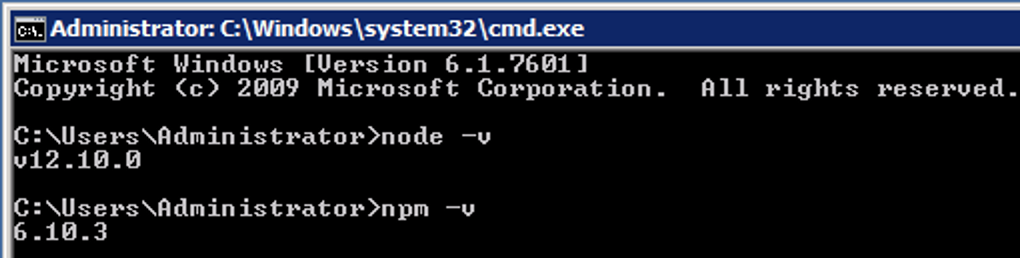 Administrator: C:\Windows\system32\cmd.exe
Microsoft Windows [Version 6.1.7601]
Copyright (c) 2009 Microsoft Corporation.  All rights reserved.
C:\Users\Administrator>node -v
v12.10.0
C:\Users\Administrator>npm -v
6.10.3